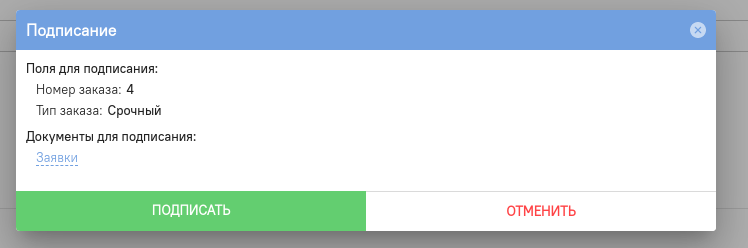 Подписание
Поля для подписания:
Номер заказа: 4
Тип заказа: Срочный
Документы для подписания:
Заявки
ПОДПИСАТЬ
ОТМЕНИТЬ